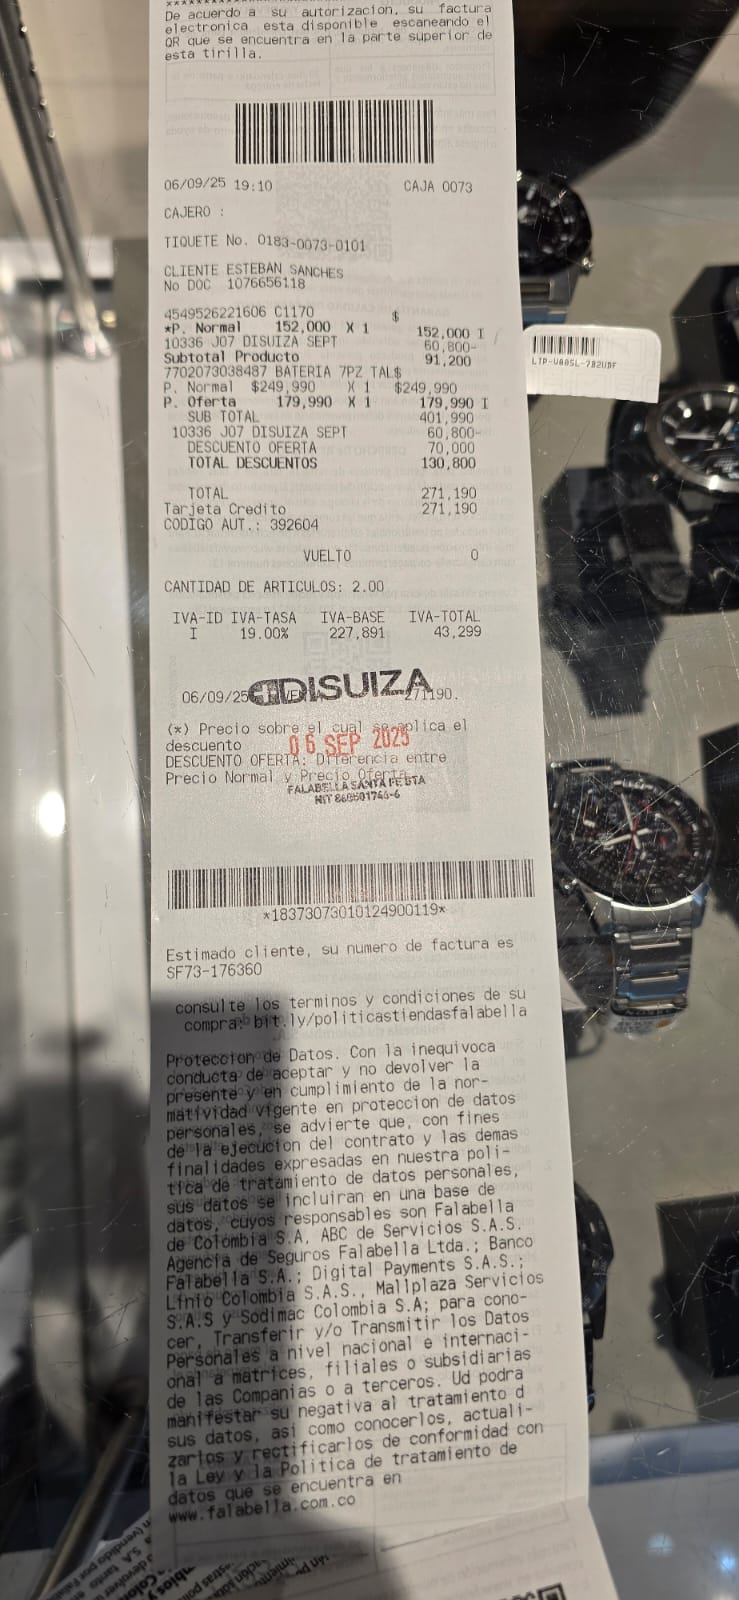 De acuerdo a su autorizacion, su factura
electronica esta disponible escaneando el
QR que se encuentra en la parte superior de
esta tirilla.
06/09/25 19:10 CAJA 0073
CAJERO :
TIQUETE No. 0183-0073-0101
CLIENTE ESTEBAN SANCHES
No DOC 1076656118
4549526221606 C1170 $
*P. Normal 152,000 X 1 152,000 I
10336 J07 DISUIZA SEPT 60,800-
Subtotal Producto 91,200
7702073038487 BATERIA 7PZ TAL$
P. Normal $249,990 X 1 $249,990
P. Oferta 179,990 X 1 179,990 I
SUB TOTAL 401,990
10336 J07 DISUIZA SEPT 60,800-
DESCUENTO OFERTA 70,000
TOTAL DESCUENTOS 130,800
TOTAL 271,190
Tarjeta Credito 271,190
CODIGO AUT.: 392604
VUELTO 0
CANTIDAD DE ARTICULOS: 2.00
IVA-ID IVA-TASA IVA-BASE IVA-TOTAL
I 19.00% 227,891 43,299
DISUIZA
06/09/25 271190.
(*) Precio sobre el cual se aplica el
descuento
06 SEP 2025
DESCUENTO OFERTA: Diferencia entre
Precio Normal y Precio Oferta
FALABELLA SANTA FE BTA
NIT
*18373073010124900119*
Estimado cliente, su numero de factura es
SF73-176360
consulte los terminos y condiciones de su
compra: bit.ly/politicastiendasfalabella
Proteccion de Datos. Con la inequivoca
conducta de aceptar y no devolver la
presente y en cumplimiento de la nor-
matividad vigente en proteccion de datos
personales, se advierte que, con fines
de la ejecucion del contrato y las demas
finalidades expresadas en nuestra poli-
tica de tratamiento de datos personales,
sus datos se incluiran en una base de
datos, cuyos responsables son Falabella
de Colombia S.A, ABC de Servicios S.A.S.
Agencia de Seguros Falabella Ltda.; Banco
Falabella S.A.; Digital Payments S.A.S.;
Linio Colombia S.A.S., Mallplaza Servicios
S.A.S y Sodimac Colombia S.A; para cono-
cer, Transferir y/o Transmitir los Datos
Personales a nivel nacional e internaci-
onal a matrices, filiales o subsidiarias
de las Companias o a terceros. Ud podra
manifestar su negativa al tratamiento d
sus datos, asi como conocerlos, actuali-
zarlos y rectificarlos de conformidad con
la Ley y la Politica de tratamiento de
datos que se encuentra en
www.falabella.com.co